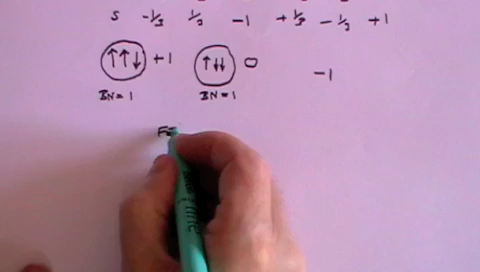 S -1/3 1/3 -1 +1/3 -1/3 +1
↑↑↓ +1 ↑↓↓ 0 -1
BN=1 BN=1